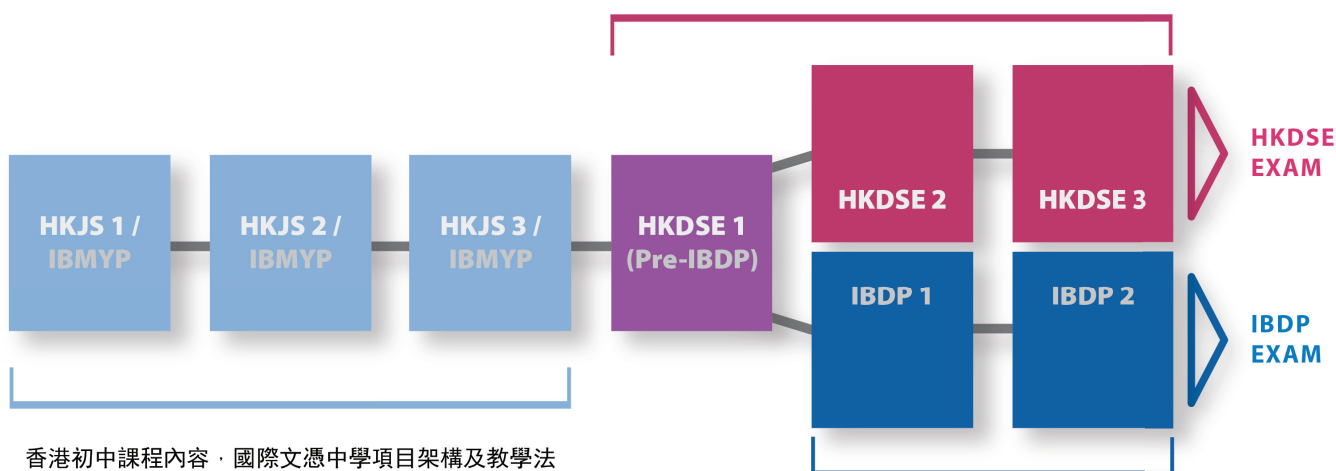 HKJS 1 /
IBMYP
HKJS 2 /
IBMYP
HKJS 3 /
IBMYP
HKDSE 1
(Pre-IBDP)
HKDSE 2
HKDSE 3
HKDSE
EXAM
IBDP 1
IBDP 2
IBDP
EXAM
香港初中課程內容，國際文憑中學項目架構及教學法